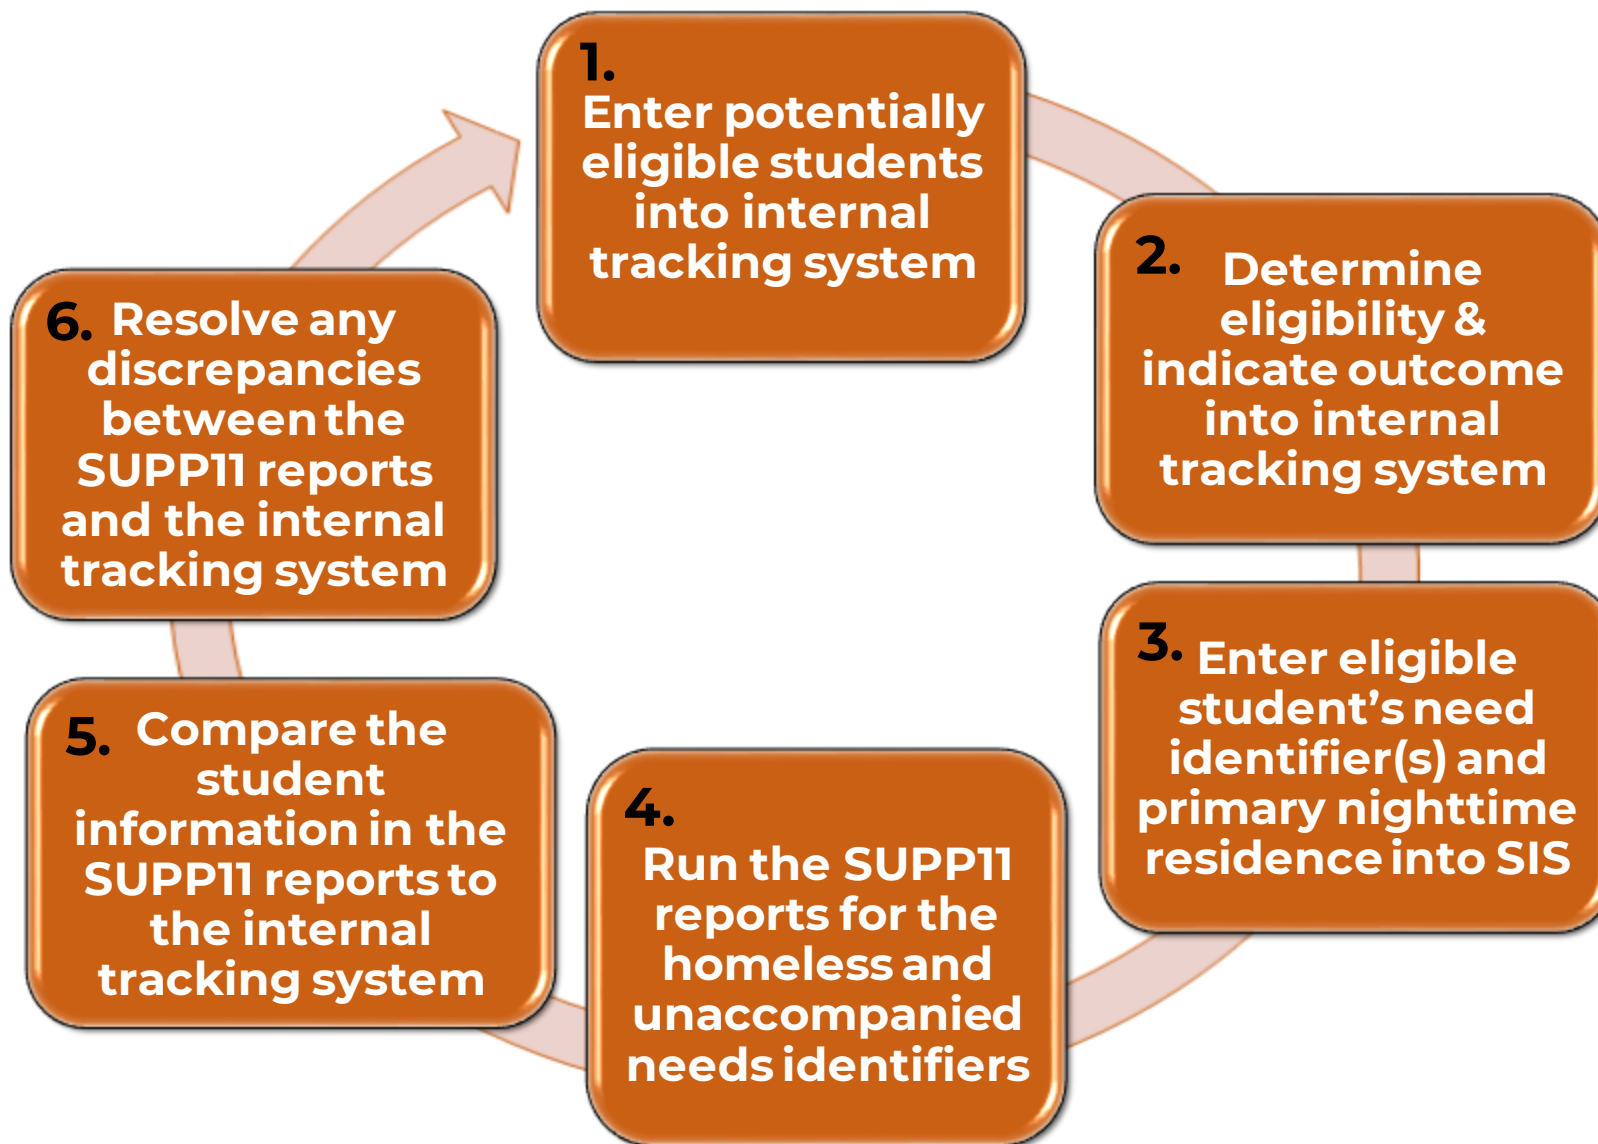 1.
Enter potentially
eligible students
into internal
tracking system
2. Determine
eligibility &
indicate outcome
into internal
tracking system
3. Enter eligible
student’s need
identifier(s) and
primary nighttime
residence into SIS
4.
Run the SUPP11
reports for the
homeless and
unaccompanied
needs identifiers
5. Compare the
student
information in the
SUPP11 reports to
the internal
tracking system
6. Resolve any
discrepancies
between the
SUPP11 reports
and the internal
tracking system